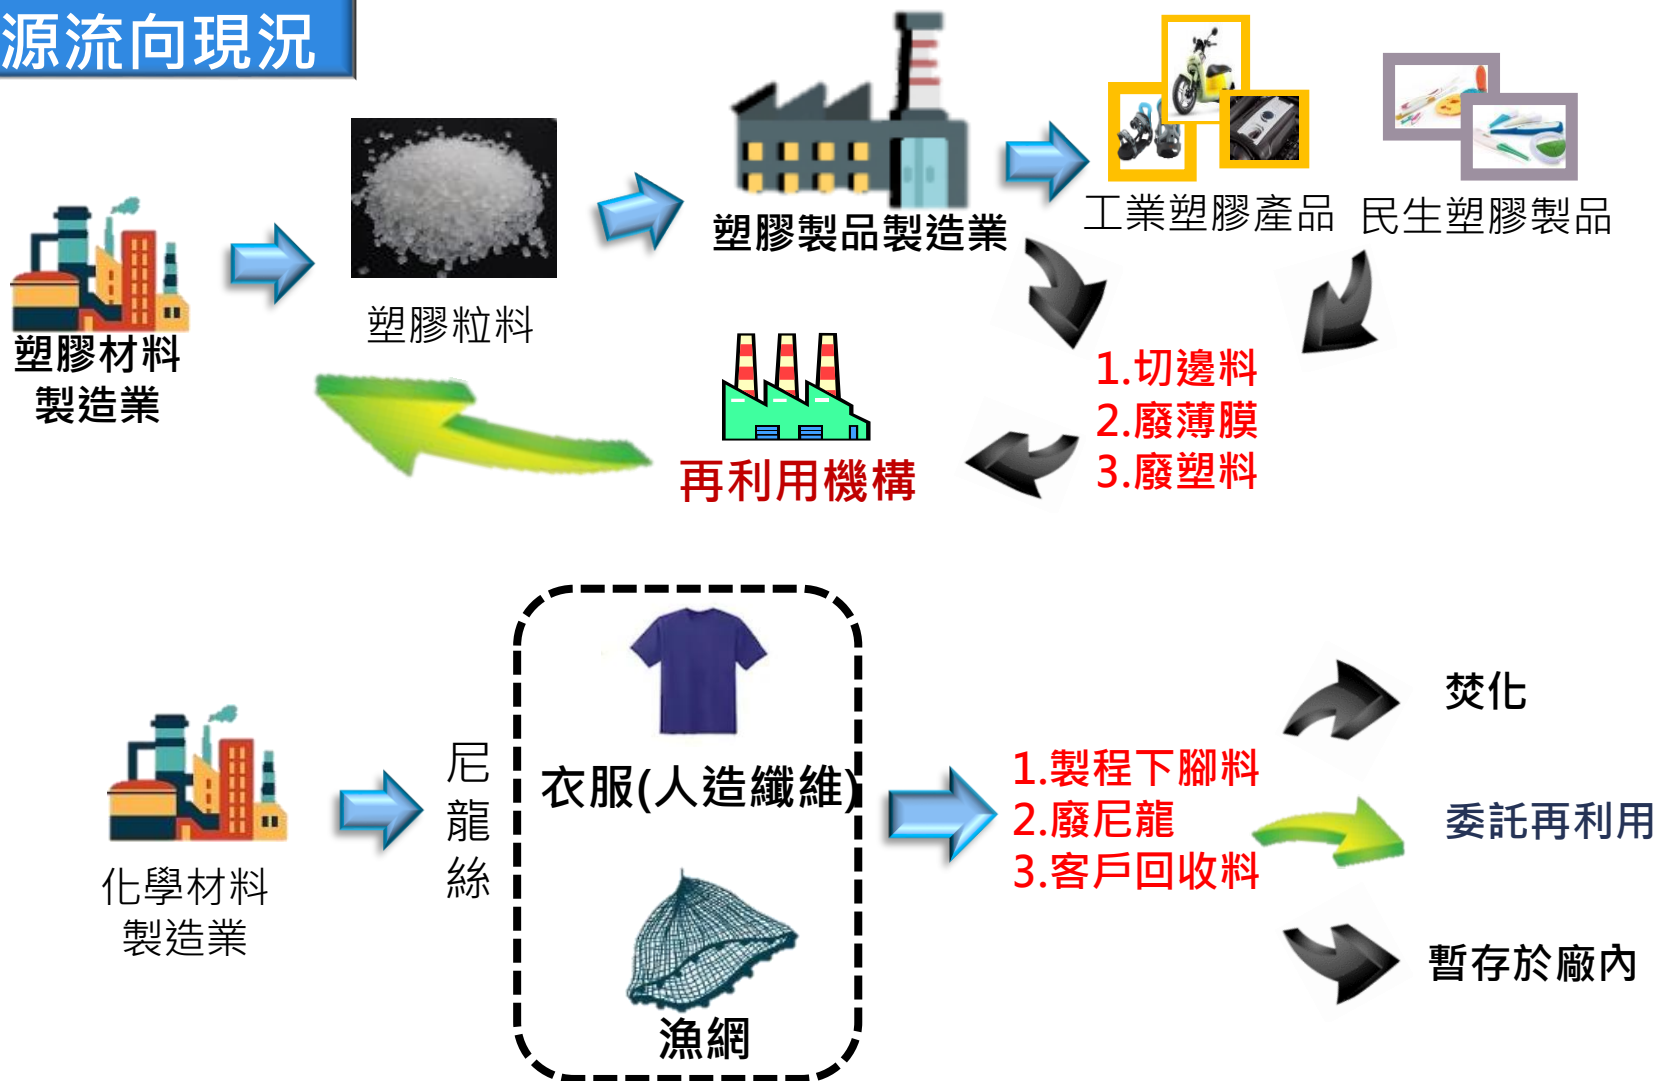 源流向現況
工業塑膠產品
民生塑膠製品
塑膠製品製造業
塑膠粒料
塑膠材料
製造業
1.切邊料
2.廢薄膜
3.廢塑料
再利用機構
化學材料
製造業
尼龍絲
衣服(人造纖維)
漁網
1.製程下腳料
2.廢尼龍
3.客戶回收料
焚化
委託再利用
暫存於廠內